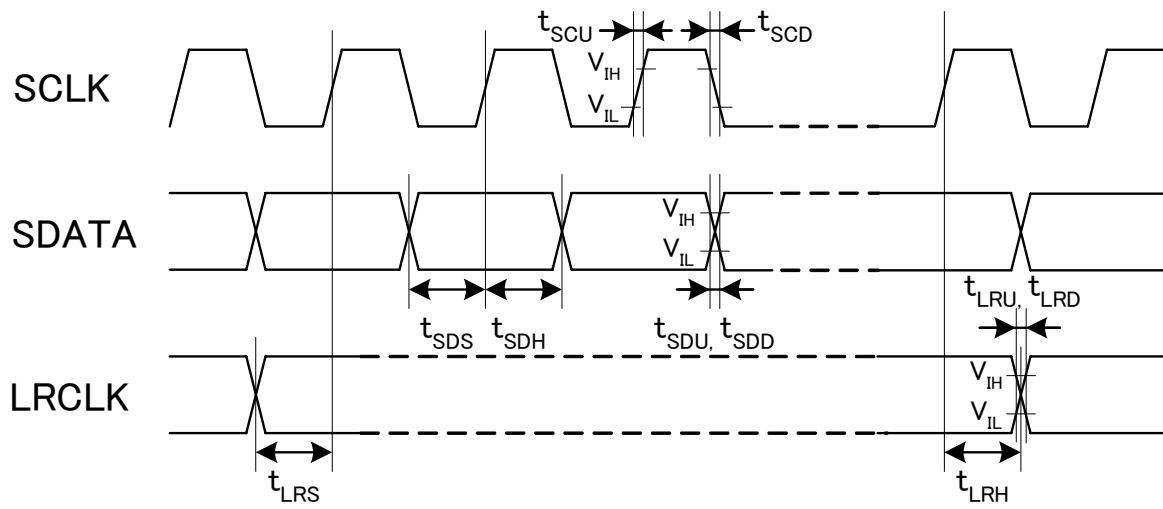 tSCU
tSCD
SCLK
VIH
VIL
SDATA
VIH
VIL
tLRU, tLRD
tSDS
tSDH
tSDU, tSDD
LRCLK
VIH
VIL
tLRS
tLRH